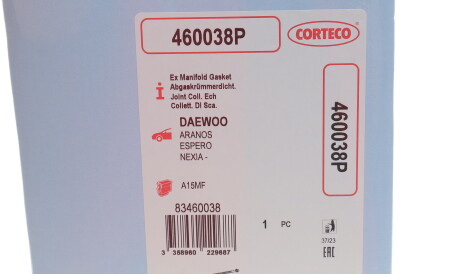 460038P
CORTECO
Ex Manifold Gasket
Abgaskrümmerdicht.
Joint Coll. Ech
Collett. DI Sca.
DAEWOO
ARANOS
ESPERO
NEXIA -
460038P
A15MF
83460038
1 PC
3 358960 229687
37/23
EAC